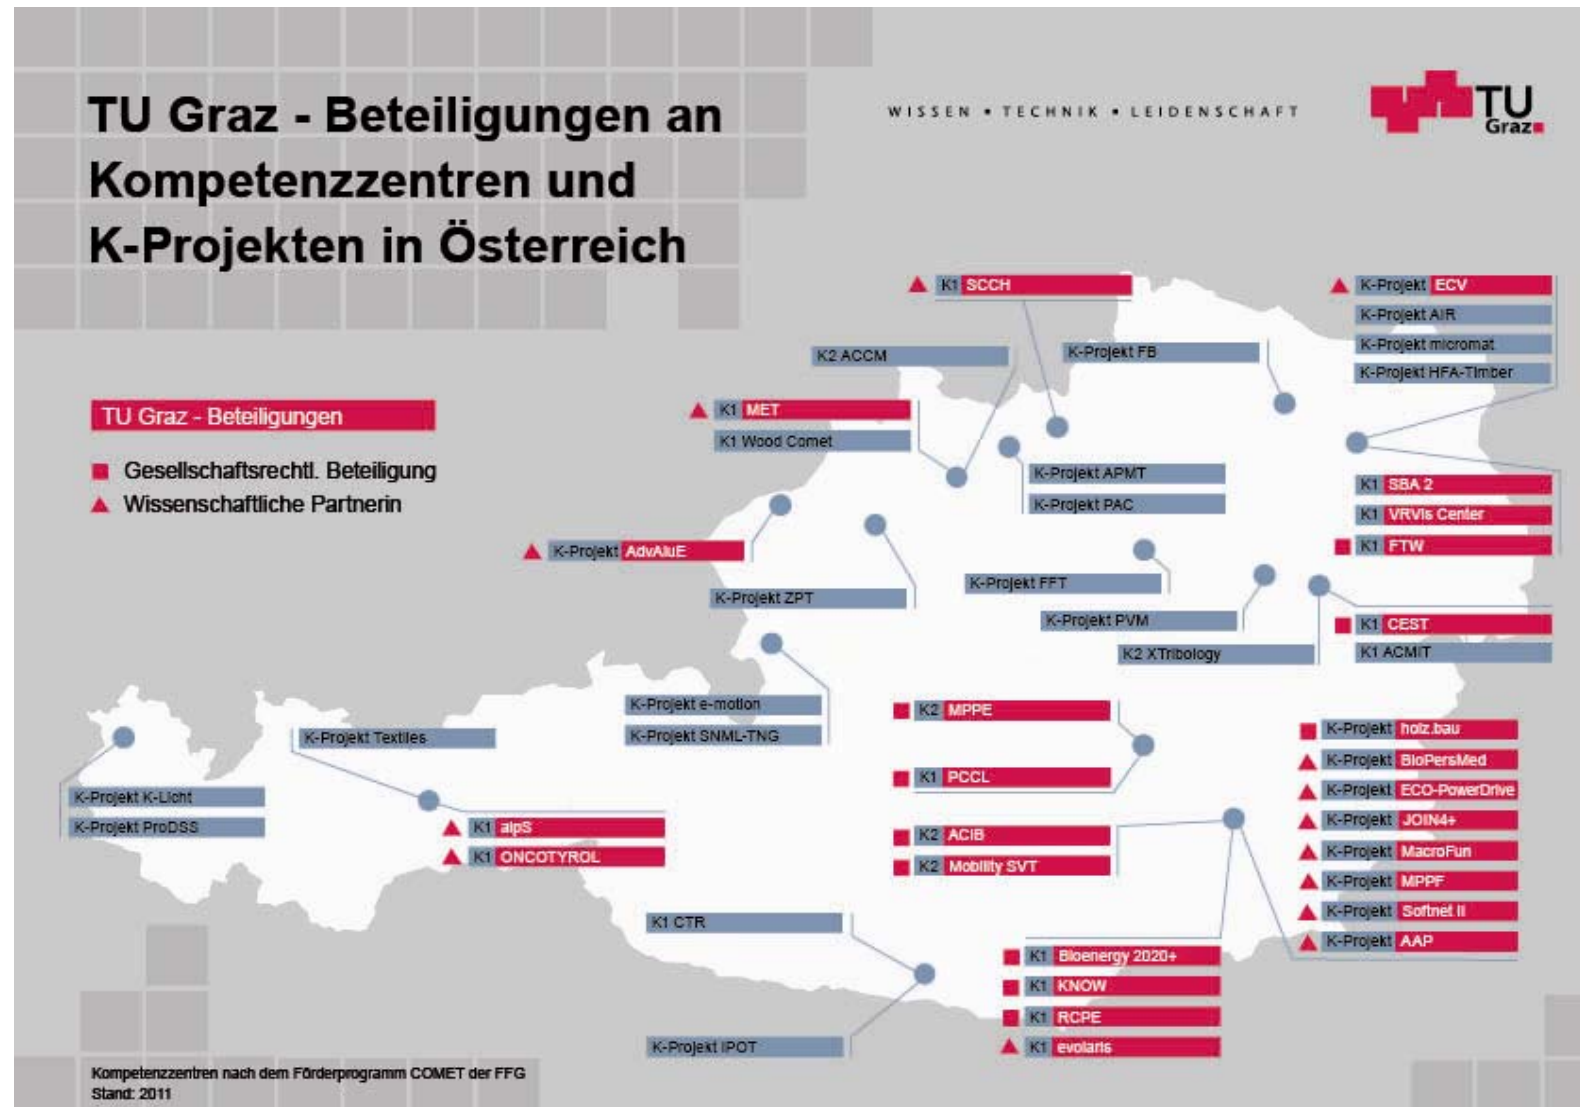 TU Graz - Beteiligungen an
Kompetenzzentren und
K-Projekten in Österreich
WISSEN ▪ TECHNIK ▪ LEIDENSCHAFT
TU
Graz
TU Graz - Beteiligungen
Gesellschaftsrechtl. Beteiligung
Wissenschaftliche Partnerin
K1 SCCH
K-Projekt ECV
K-Projekt AIR
K-Projekt micromat
K-Projekt HFA-Timber
K2 ACCM
K-Projekt FB
K1 MET
K1 Wood Comet
K-Projekt APMT
K-Projekt PAC
K1 SBA 2
K1 VRVis Center
K1 FTW
K-Projekt AdvAluE
K-Projekt ZPT
K-Projekt FFT
K-Projekt PVM
K2 XTribology
K1 CEST
K1 ACMIT
K-Projekt e-motion
K-Projekt SNML-TNG
K2 MPPE
K1 PCCL
K-Projekt Textiles
K-Projekt K-Licht
K-Projekt ProDSS
K1 alpS
K1 ONCOTYROL
K2 ACIB
K2 Mobility SVT
K-Projekt holz.bau
K-Projekt BioPersMed
K-Projekt ECO-PowerDrive
K-Projekt JOIN4+
K-Projekt MacroFun
K-Projekt MPPF
K-Projekt Softnet II
K-Projekt AAP
K1 CTR
K-Projekt IPOT
K1 Bioenergy 2020+
K1 KNOW
K1 RCPE
K1 evolaris
Kompetenzzentren nach dem Förderprogramm COMET der FFG
Stand: 2011